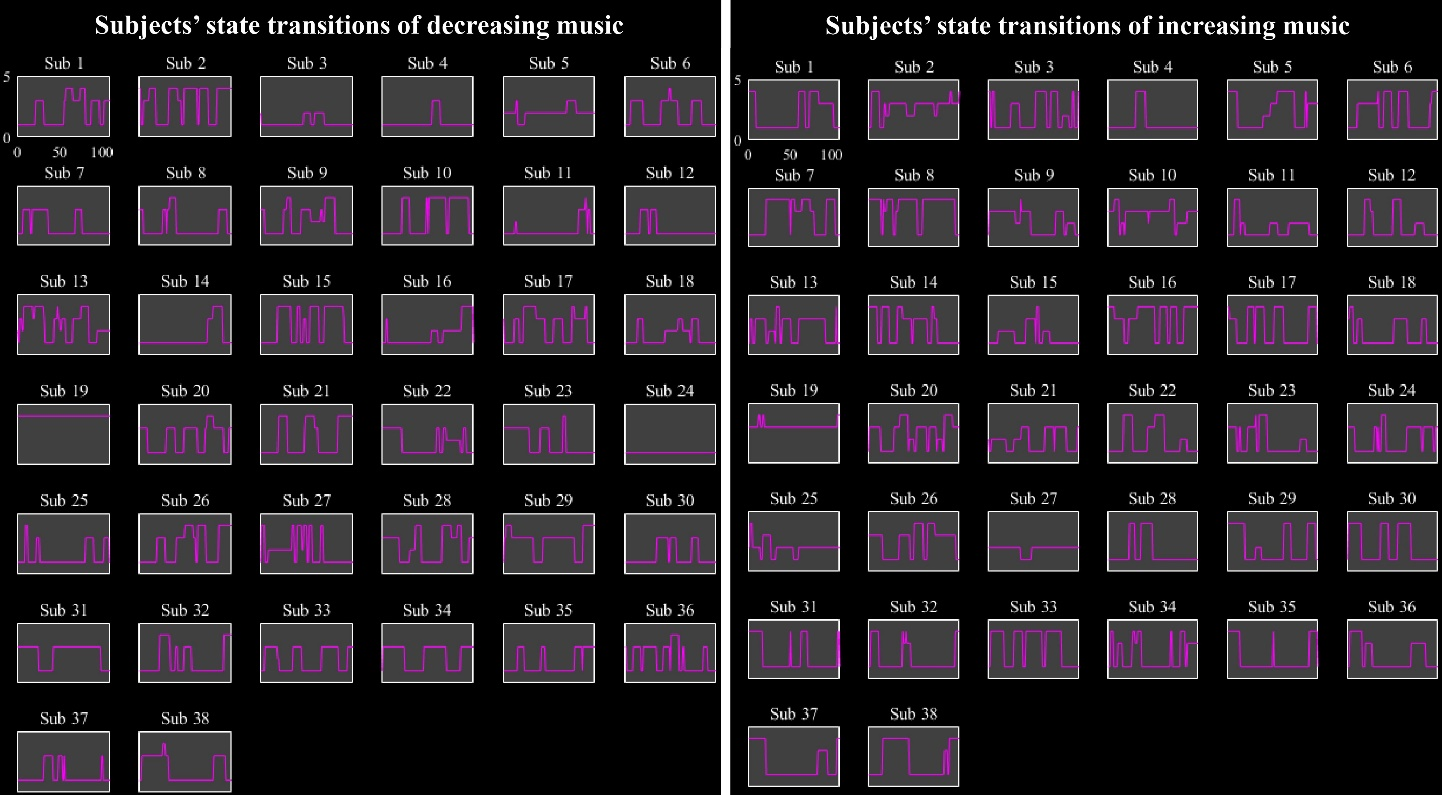 Subjects' state transitions of decreasing music
Sub 1 Sub 2 Sub 3 Sub 4 Sub 5 Sub 6
5
0
0 50 100
Sub 7 Sub 8 Sub 9 Sub 10 Sub 11 Sub 12
Sub 13 Sub 14 Sub 15 Sub 16 Sub 17 Sub 18
Sub 19 Sub 20 Sub 21 Sub 22 Sub 23 Sub 24
Sub 25 Sub 26 Sub 27 Sub 28 Sub 29 Sub 30
Sub 31 Sub 32 Sub 33 Sub 34 Sub 35 Sub 36
Sub 37 Sub 38
Subjects' state transitions of increasing music
Sub 1 Sub 2 Sub 3 Sub 4 Sub 5 Sub 6
5
0
0 50 100
Sub 7 Sub 8 Sub 9 Sub 10 Sub 11 Sub 12
Sub 13 Sub 14 Sub 15 Sub 16 Sub 17 Sub 18
Sub 19 Sub 20 Sub 21 Sub 22 Sub 23 Sub 24
Sub 25 Sub 26 Sub 27 Sub 28 Sub 29 Sub 30
Sub 31 Sub 32 Sub 33 Sub 34 Sub 35 Sub 36
Sub 37 Sub 38